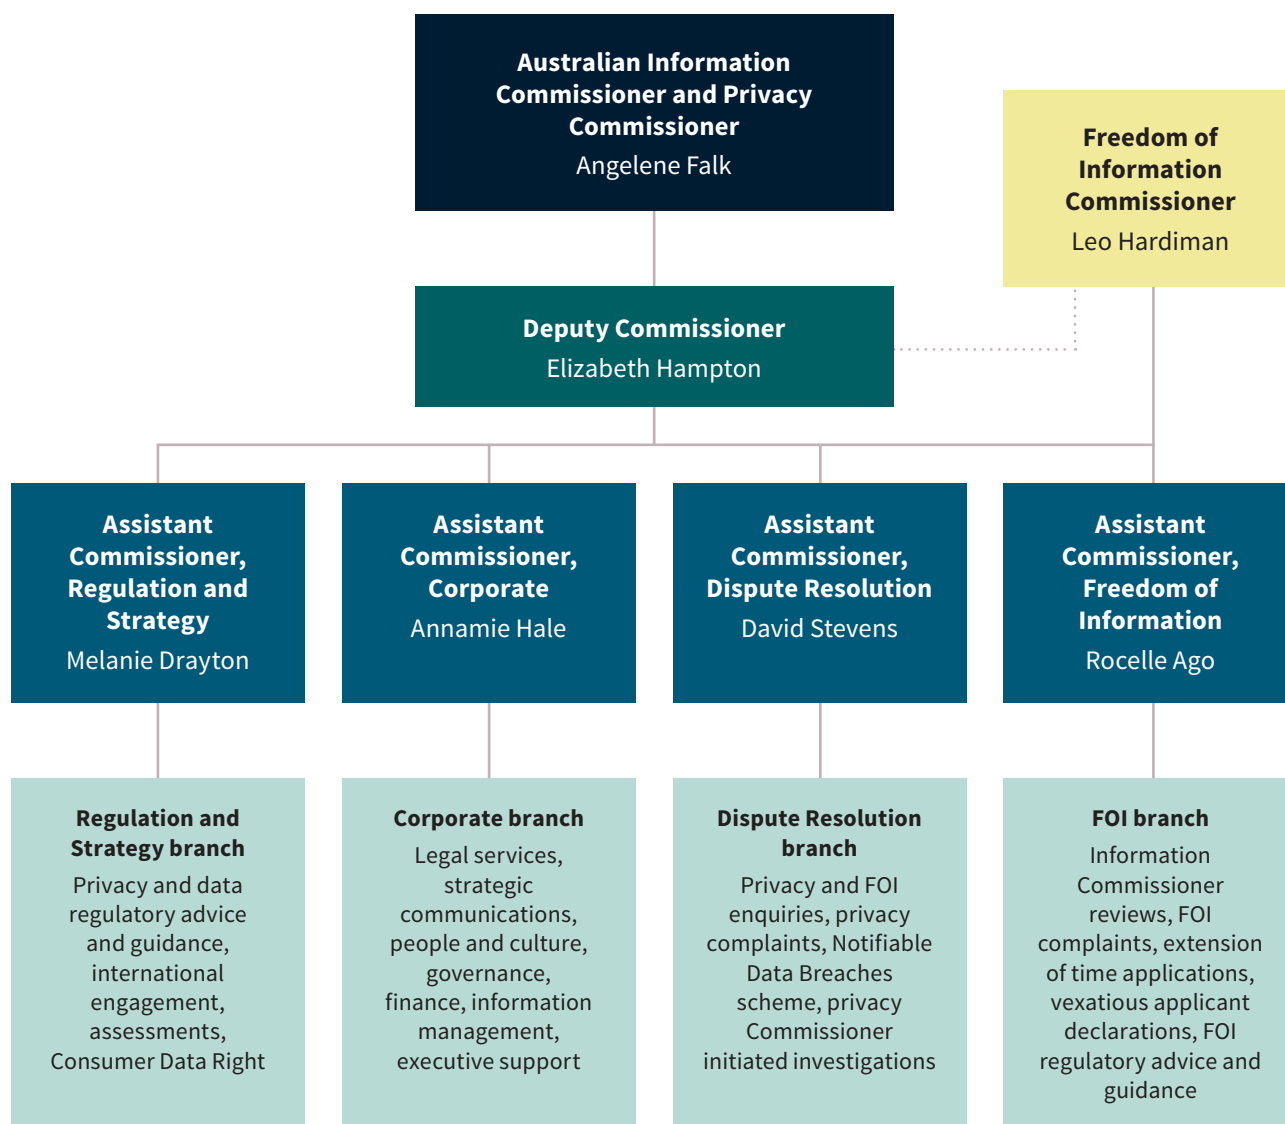 Australian Information
Commissioner and Privacy
Commissioner
Angelene Falk
Freedom of
Information
Commissioner
Leo Hardiman
Deputy Commissioner
Elizabeth Hampton
Assistant
Commissioner,
Regulation and
Strategy
Melanie Drayton
Assistant
Commissioner,
Corporate
Annamie Hale
Assistant
Commissioner,
Dispute Resolution
David Stevens
Assistant
Commissioner,
Freedom of
Information
Rocelle Ago
Regulation and
Strategy branch
Privacy and data
regulatory advice
and guidance,
international
engagement,
assessments,
Consumer Data Right
Corporate branch
Legal services,
strategic
communications,
people and culture,
governance,
finance, information
management,
executive support
Dispute Resolution
branch
Privacy and FOI
enquiries, privacy
complaints, Notifiable
Data Breaches
scheme, privacy
Commissioner
initiated investigations
FOI branch
Information
Commissioner
reviews, FOI
complaints, extension
of time applications,
vexatious applicant
declarations, FOI
regulatory advice and
guidance